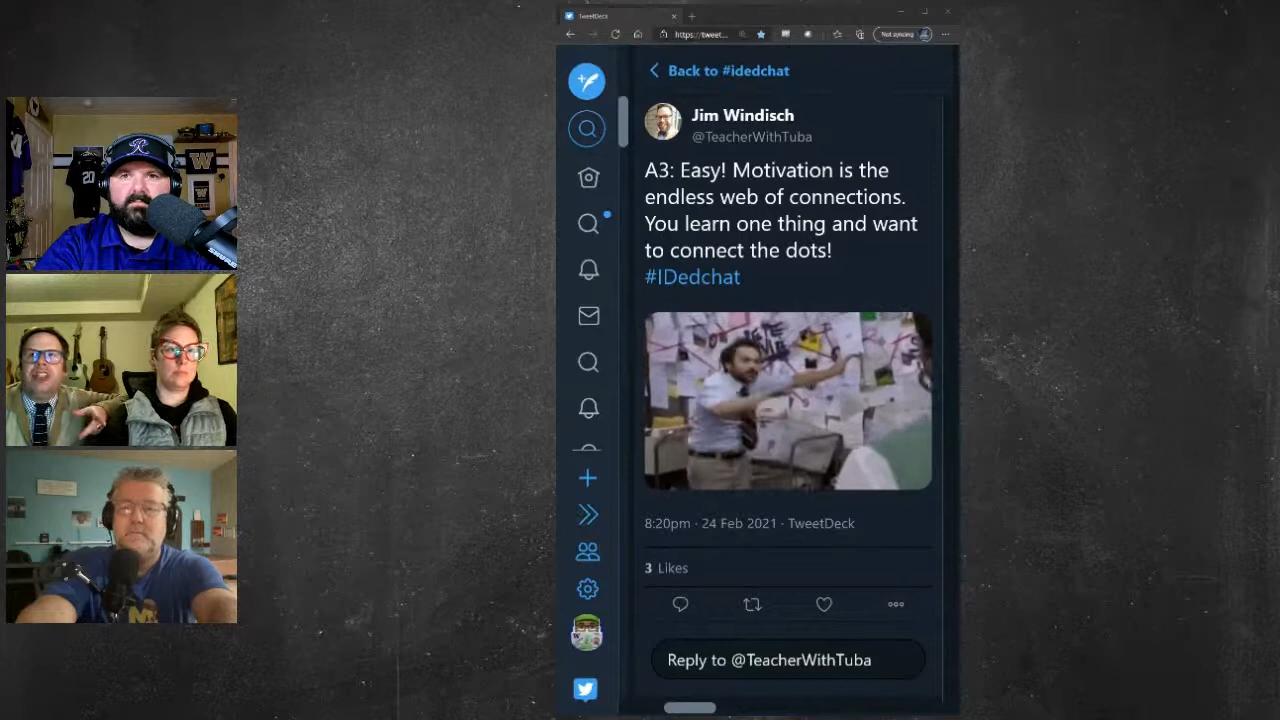 TweetDeck
https://tweet...
Not syncing
Back to #idedchat
Jim Windisch
@TeacherWithTuba
A3: Easy! Motivation is the
endless web of connections.
You learn one thing and want
to connect the dots!
#IDedchat
8:20pm · 24 Feb 2021 · TweetDeck
3 Likes
Reply to @TeacherWithTuba
20
W